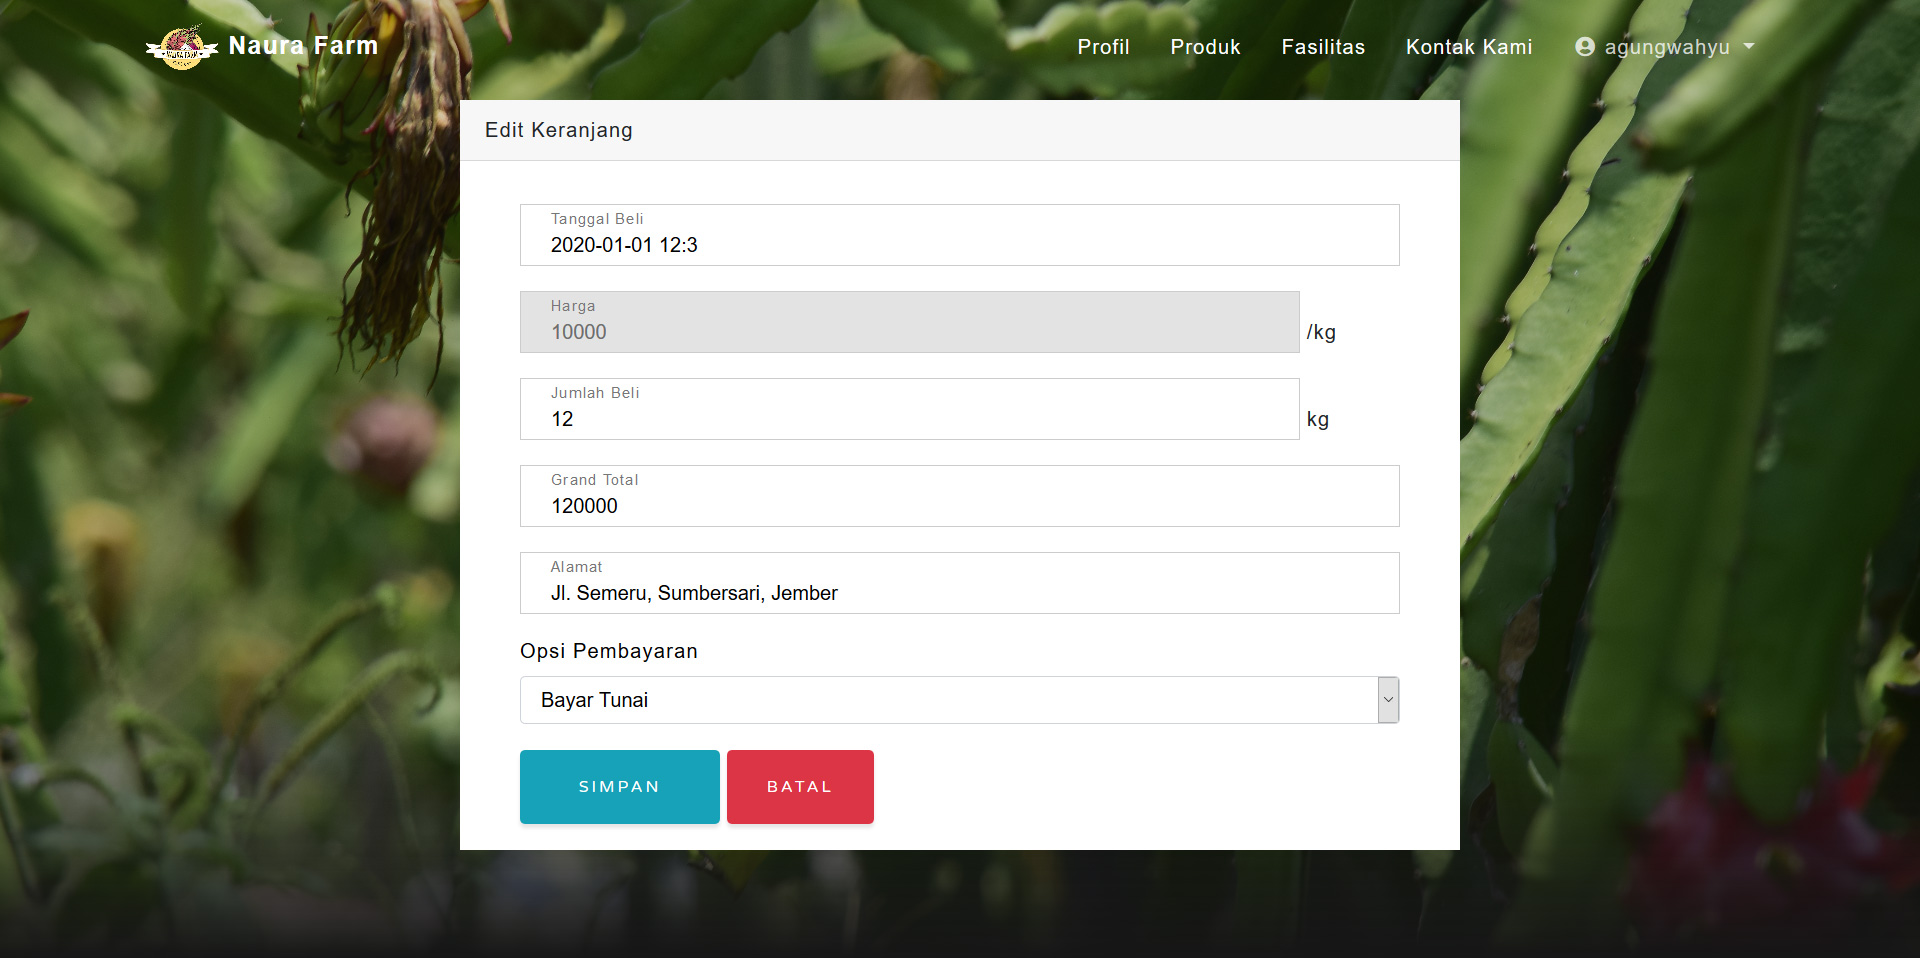 Naura Farm
Profil
Produk
Fasilitas
Kontak Kami
agungwahyu
Edit Keranjang
Tanggal Beli
2020-01-01 12:3
Harga
10000
/kg
Jumlah Beli
12
kg
Grand Total
120000
Alamat
Jl. Semeru, Sumbersari, Jember
Opsi Pembayaran
Bayar Tunai
SIMPAN
BATAL